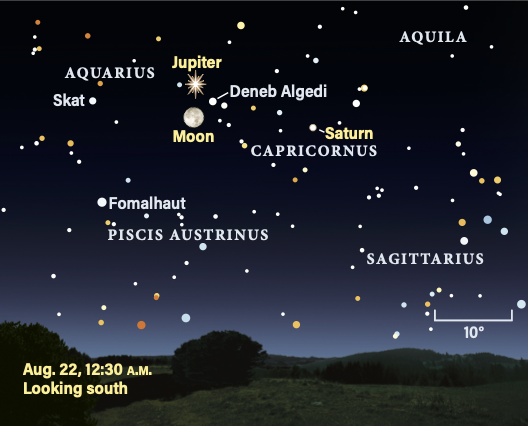 AQUILA
Jupiter
AQUARIUS
Skat
Deneb Algedi
Moon
Saturn
CAPRICORNUS
Fomalhaut
PISCIS AUSTRINUS
SAGITTARIUS
10°
Aug. 22, 12:30 A.M.
Looking south